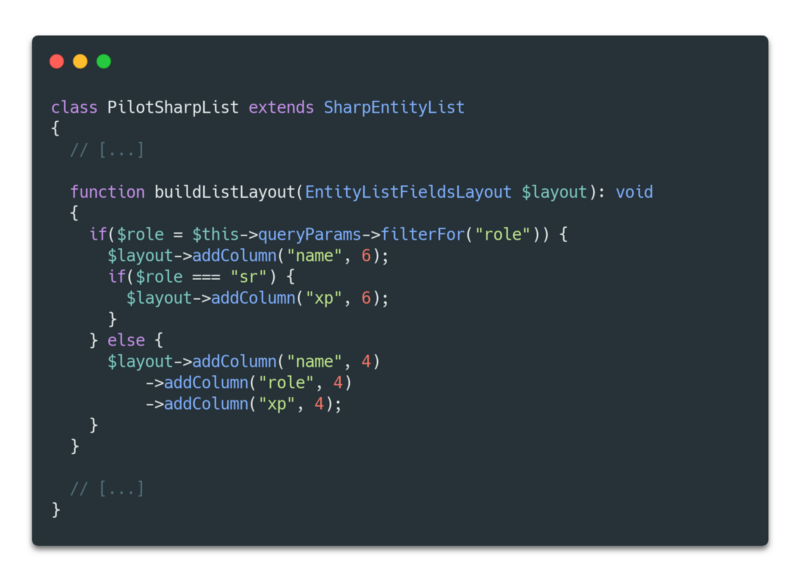 class PilotSharpList extends SharpEntityList
{
  // [...]

  function buildListLayout(EntityListFieldsLayout $layout): void
  {
    if($role = $this->queryParams->filterFor("role")) {
      $layout->addColumn("name", 6);
      if($role === "sr") {
        $layout->addColumn("xp", 6);
      }
    } else {
      $layout->addColumn("name", 4)
          ->addColumn("role", 4)
          ->addColumn("xp", 4);
    }
  }

  // [...]
}